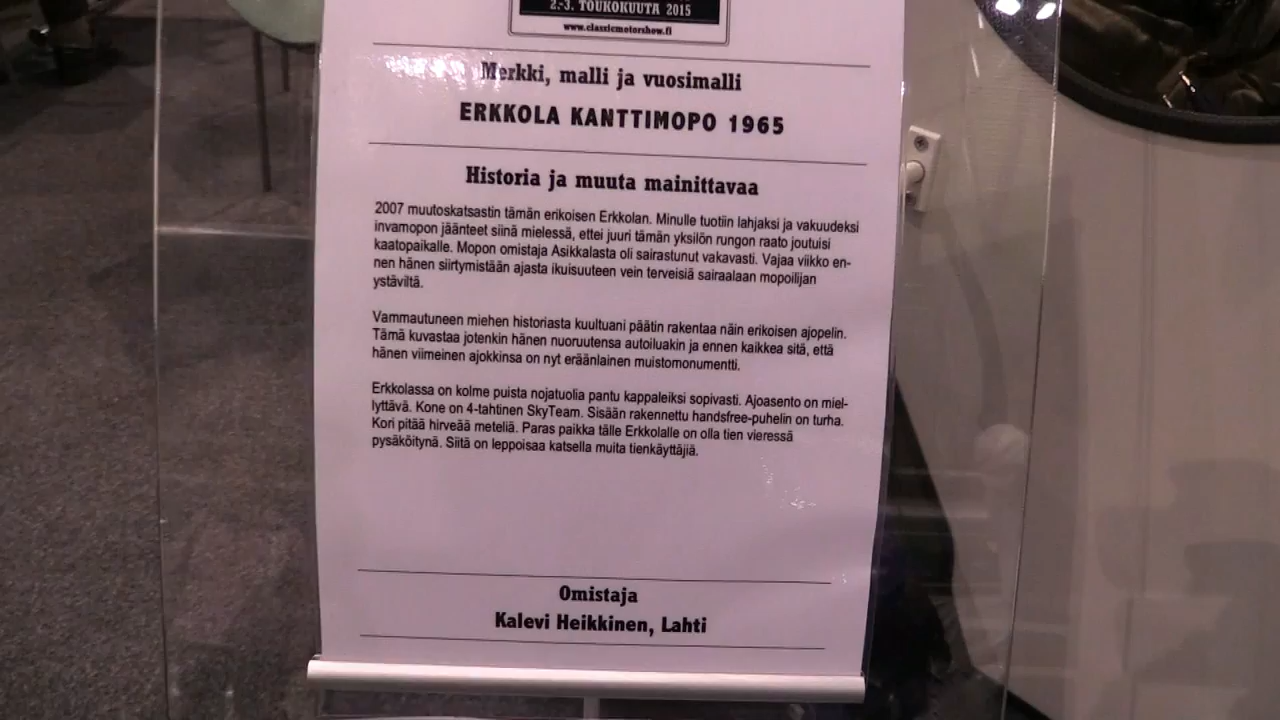 2.-3. TOUKOKUUTA 2015
www.classicmotorshow.fi
Merkki, malli ja vuosimalli
ERKKOLA KANTTIMOPO 1965
Historia ja muuta mainittavaa
2007 muutoskatsastin tämän erikoisen Erkkolan. Minulle tuotiin lahjaksi ja vakuudeksi
invamopon jäänteet siinä mielessä, ettei juuri tämän yksilön rungon raato joutuisi
kaatopaikalle. Mopon omistaja Asikkalasta oli sairastunut vakavasti. Vajaa viikko en-
nen hänen siirtymistään ajasta ikuisuuteen vein terveisiä sairaalaan mopoilijan
ystäviltä.
Vammautuneen miehen historiasta kuultuani päätin rakentaa näin erikoisen ajopelin.
Tämä kuvastaa jotenkin hänen nuoruutensa autoiluakin ja ennen kaikkea sitä, että
hänen viimeinen ajokkinsa on nyt eräänlainen muistomonumentti.
Erkkolassa on kolme puista nojatuolia pantu kappaleiksi sopivasti. Ajoasento on miel-
lyttävä. Kone on 4-tahtinen SkyTeam. Sisään rakennettu handsfree-puhelin on turha.
Kori pitää hirveää meteliä. Paras paikka tälle Erkkolalle on olla tien vieressä
pysäköitynä. Siitä on leppoisaa katsella muita tienkäyttäjiä.
Omistaja
Kalevi Heikkinen, Lahti